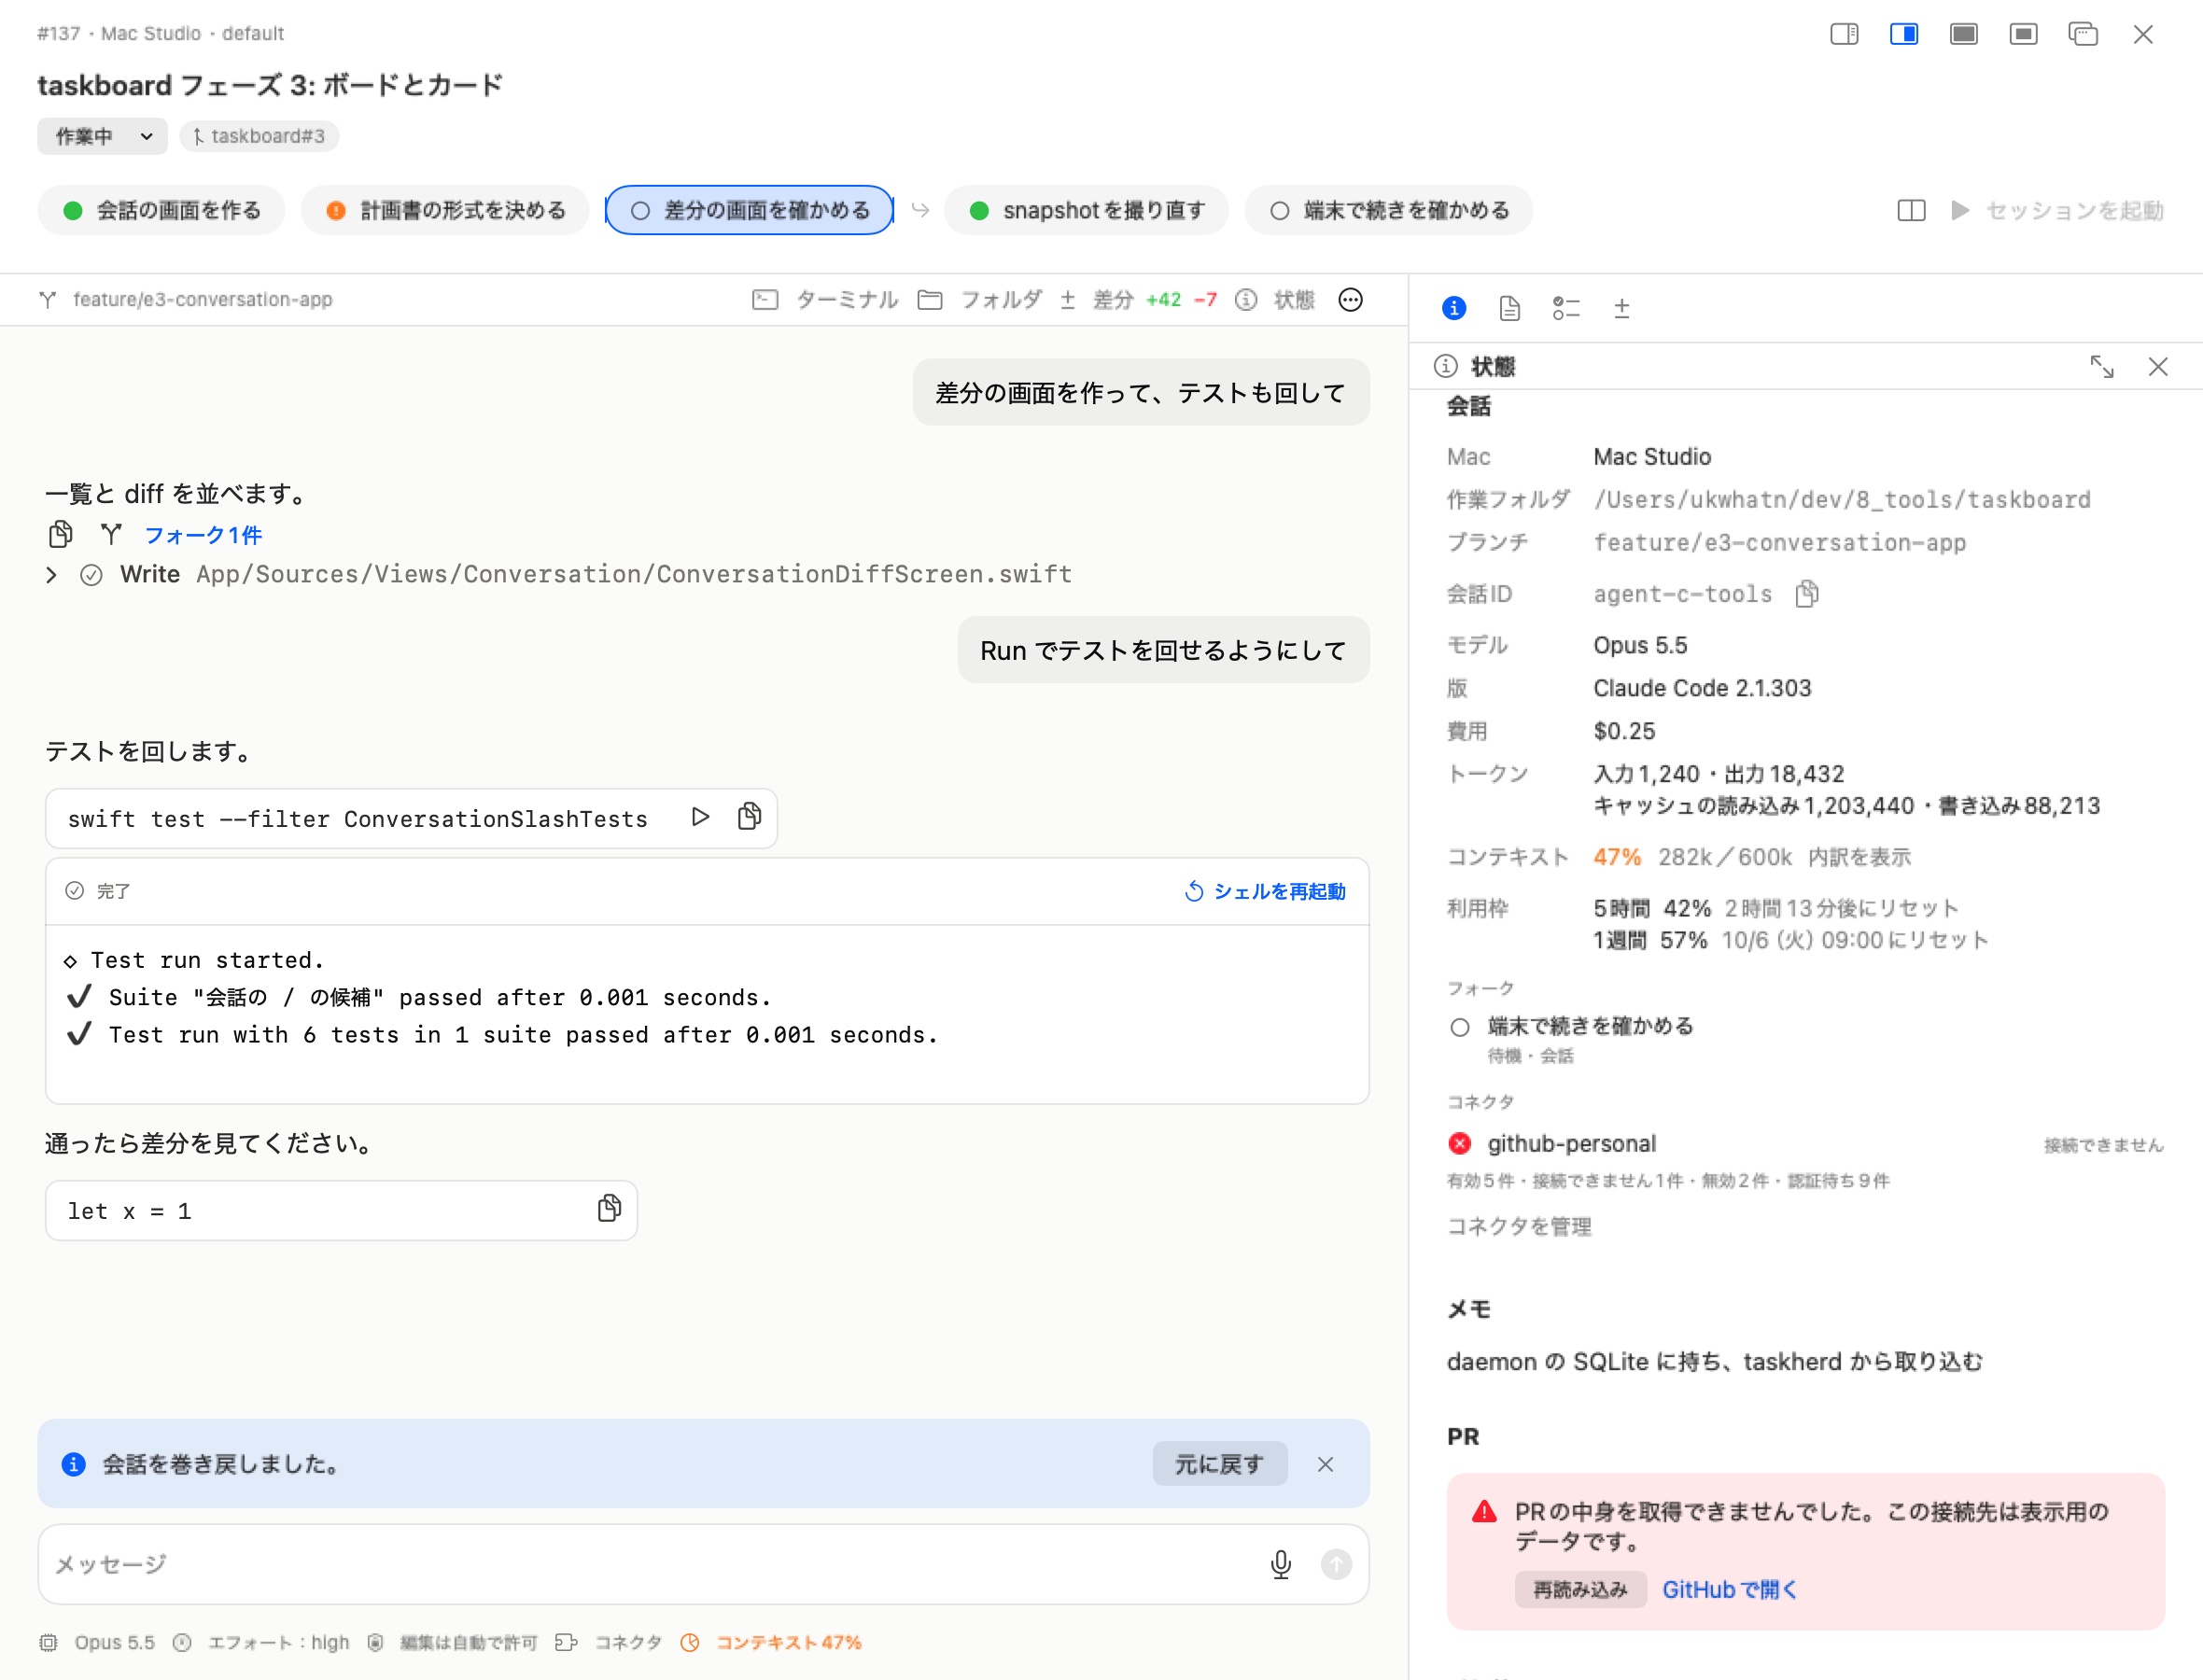 #137 · Mac Studio · default
taskboard フェーズ 3: ボードとカード
作業中 taskboard#3
会話の画面を作る 計画書の形式を決める 差分の画面を確かめる snapshotを撮り直す 端末で続きを確かめる セッションを起動
feature/e3-conversation-app ターミナル フォルダ 差分 +42 −7 状態
差分の画面を作って、テストも回して
一覧と diff を並べます。
フォーク1件
Write App/Sources/Views/Conversation/ConversationDiffScreen.swift
Run でテストを回せるようにして
テストを回します。
swift test --filter ConversationSlashTests
完了 シェルを再起動
◇ Test run started.
✔ Suite "会話の / の候補" passed after 0.001 seconds.
✔ Test run with 6 tests in 1 suite passed after 0.001 seconds.
通ったら差分を見てください。
let x = 1
会話を巻き戻しました。 元に戻す
メッセージ
Opus 5.5 エフォート：high 編集は自動で許可 コネクタ コンテキスト47%
状態
会話
Mac Mac Studio
作業フォルダ /Users/ukwhatn/dev/8_tools/taskboard
ブランチ feature/e3-conversation-app
会話ID agent-c-tools
モデル Opus 5.5
版 Claude Code 2.1.303
費用 $0.25
トークン 入力1,240・出力18,432
キャッシュの読み込み1,203,440・書き込み88,213
コンテキスト 47% 282k／600k 内訳を表示
利用枠 5時間 42% 2時間13分後にリセット
1週間 57% 10/6（火）09:00にリセット
フォーク
端末で続きを確かめる
待機・会話
コネクタ
github-personal 接続できません
有効5件・接続できません1件・無効2件・認証待ち9件
コネクタを管理
メモ
daemon の SQLite に持ち、taskherd から取り込む
PR
PRの中身を取得できませんでした。この接続先は表示用の
データです。
再読み込み GitHubで開く